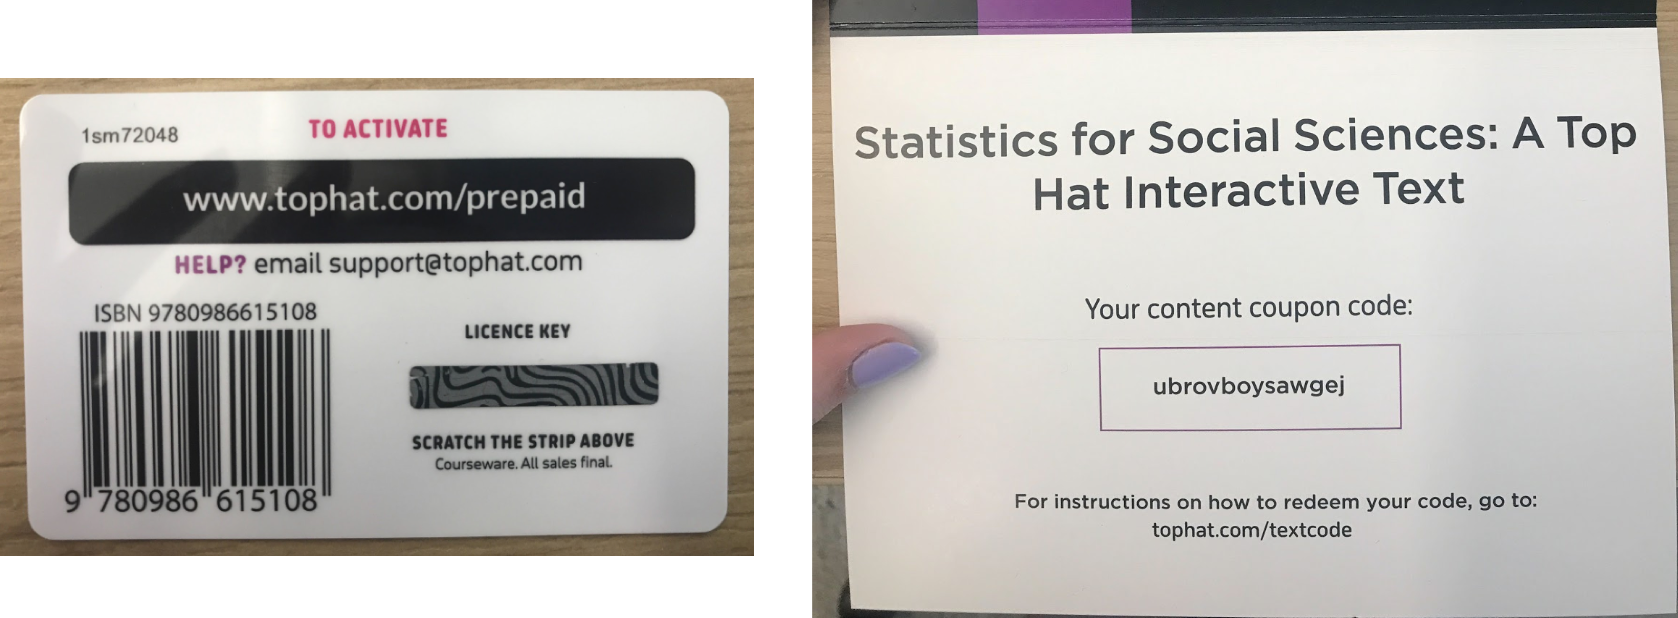 1sm72048
TO ACTIVATE
www.tophat.com/prepaid
HELP? email support@tophat.com
ISBN 9780986615108
LICENCE KEY
SCRATCH THE STRIP ABOVE
Courseware. All sales final.
9 780986 615108
Statistics for Social Sciences: A Top
Hat Interactive Text
Your content coupon code:
ubrovboysawgej
For instructions on how to redeem your code, go to:
tophat.com/textcode